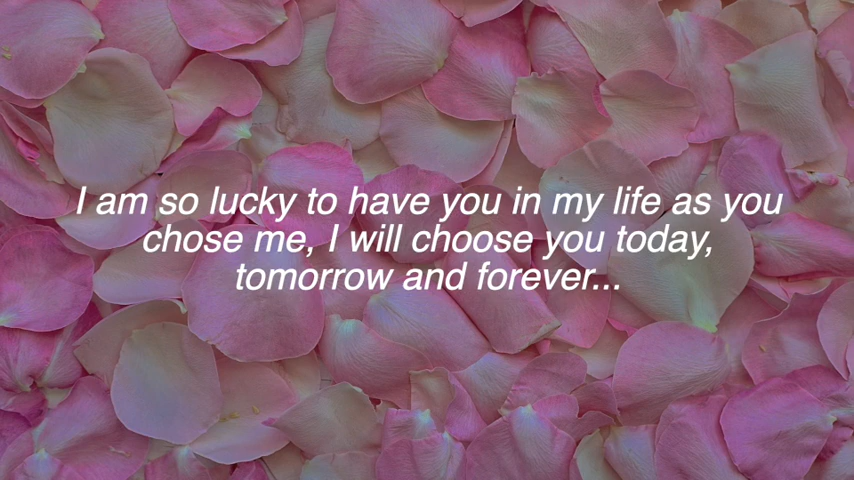 I am so lucky to have you in my life as you
chose me, I will choose you today,
tomorrow and forever...